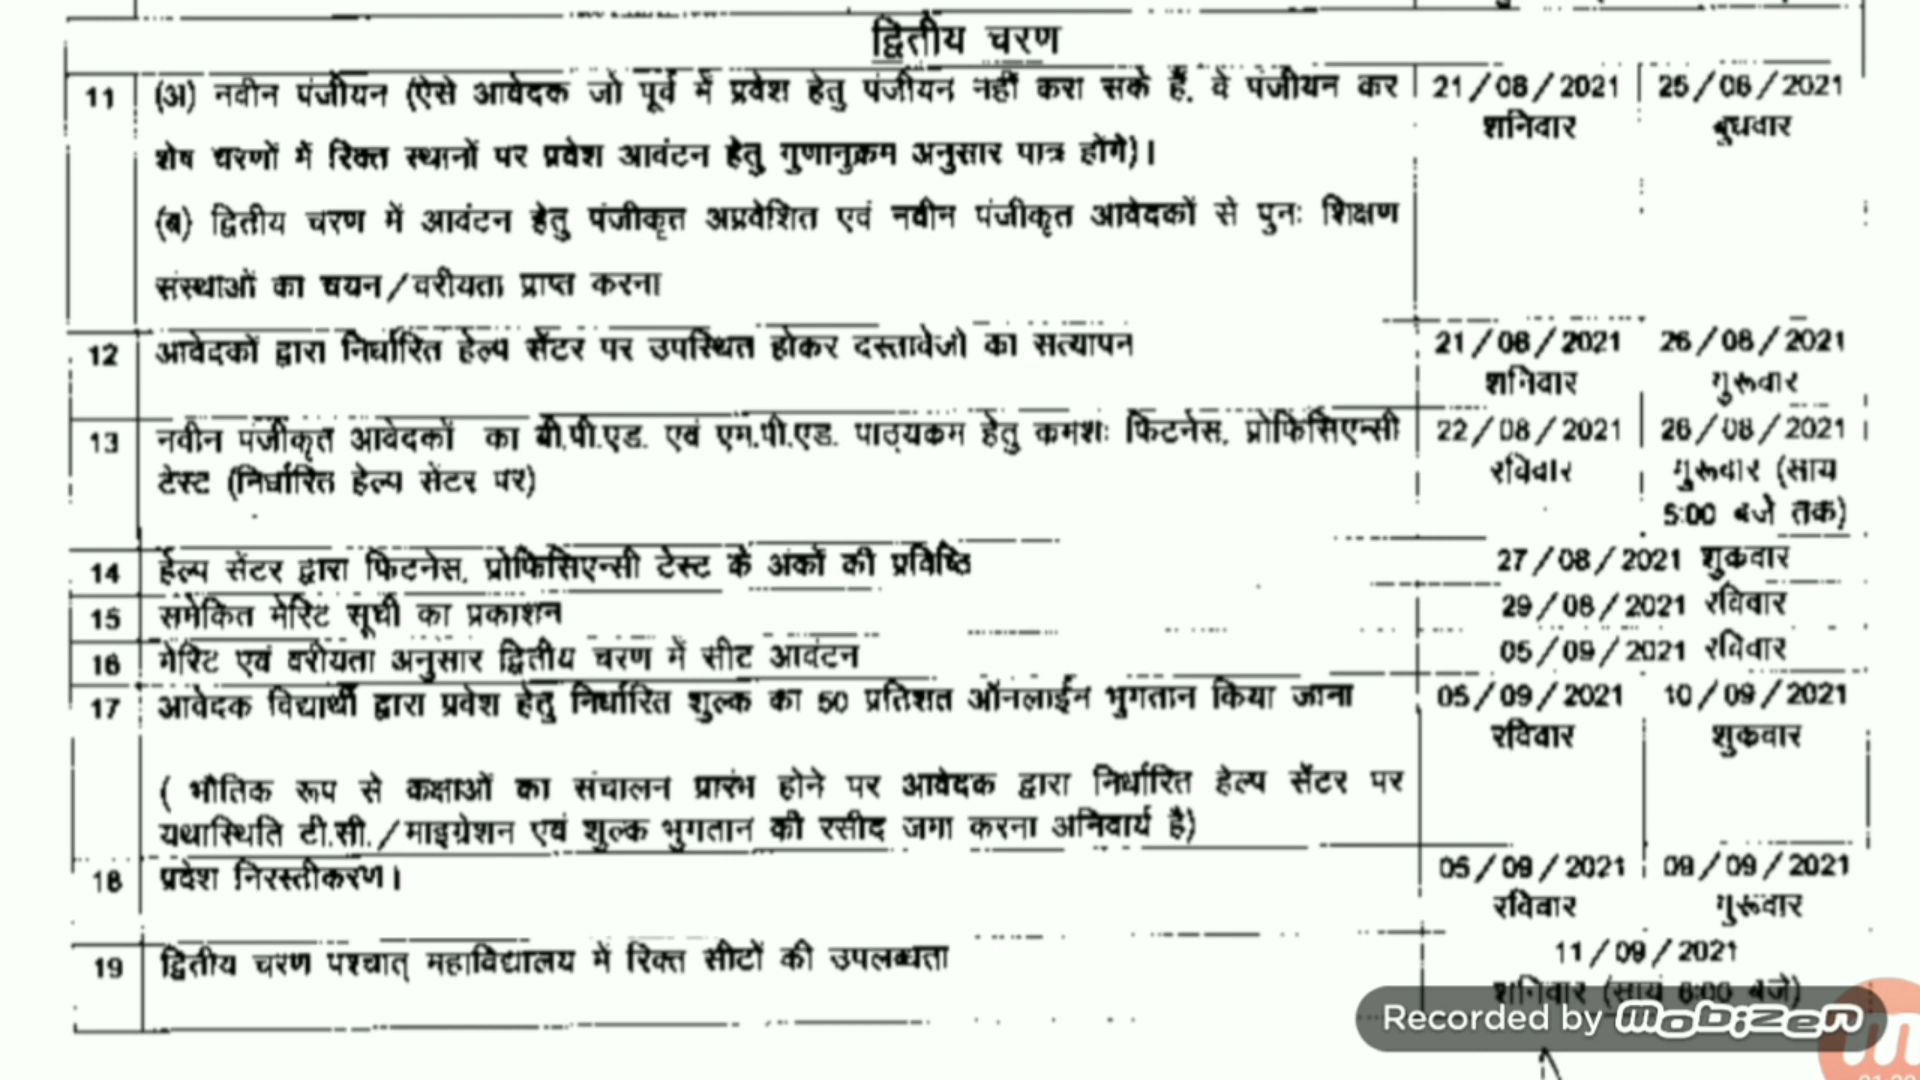 द्वितीय चरण
11 (अ) नवीन पंजीयन (ऐसे आवेदक जो पूर्व में प्रवेश हेतु पंजीयन नहीं करा सके हैं, वे पंजीयन कर 21/08/2021 25/08/2021
शनिवार बुधवार
शेष चरणों में रिक्त स्थानों पर प्रवेश आवंटन हेतु गुणानुक्रम अनुसार पात्र होंगे)।
(ब) द्वितीय चरण में आवंटन हेतु पंजीकृत अप्रवेशित एवं नवीन पंजीकृत आवेदकों से पुनः शिक्षण
संस्थाओं का चयन/वरीयता प्राप्त करना
12 आवेदकों द्वारा निर्धारित हेल्प सेंटर पर उपस्थित होकर दस्तावेजो का सत्यापन 21/08/2021 26/08/2021
शनिवार गुरूवार
13 नवीन पंजीकृत आवेदकों का बी.पी.एड. एवं एम.पी.एड. पाठ्यकम हेतु कमशः फिटनेस, प्रोफिसिएन्सी 22/08/2021 26/08/2021
टेस्ट (निर्धारित हेल्प सेंटर पर) रविवार गुरूवार (साय
5:00 बजे तक)
14 हेल्प सेंटर द्वारा फिटनेस, प्रोफिसिएन्सी टेस्ट के अंकों की प्रविष्ठि 27/08/2021 शुकवार
15 समेकित मेरिट सूची का प्रकाशन 29/08/2021 रविवार
16 मेरिट एवं वरीयता अनुसार द्वितीय चरण में सीट आवंटन 05/09/2021 रविवार
17 आवेदक विद्यार्थी द्वारा प्रवेश हेतु निर्धारित शुल्क का 50 प्रतिशत ऑनलाईन भुगतान किया जाना 05/09/2021 10/09/2021
रविवार शुकवार
( भौतिक रूप से कक्षाओं का संचालन प्रारंभ होने पर आवेदक द्वारा निर्धारित हेल्प सेंटर पर
यथास्थिति टी.सी./माइग्रेशन एवं शुल्क भुगतान की रसीद जमा करना अनिवार्य है)
18 प्रवेश निरस्तीकरण। 05/09/2021 09/09/2021
रविवार गुरूवार
19 द्वितीय चरण पश्चात् महाविद्यालय में रिक्त सीटों की उपलब्धता 11/09/2021
शनिवार (सायं 6:00 बजे)
Recorded by mobizen